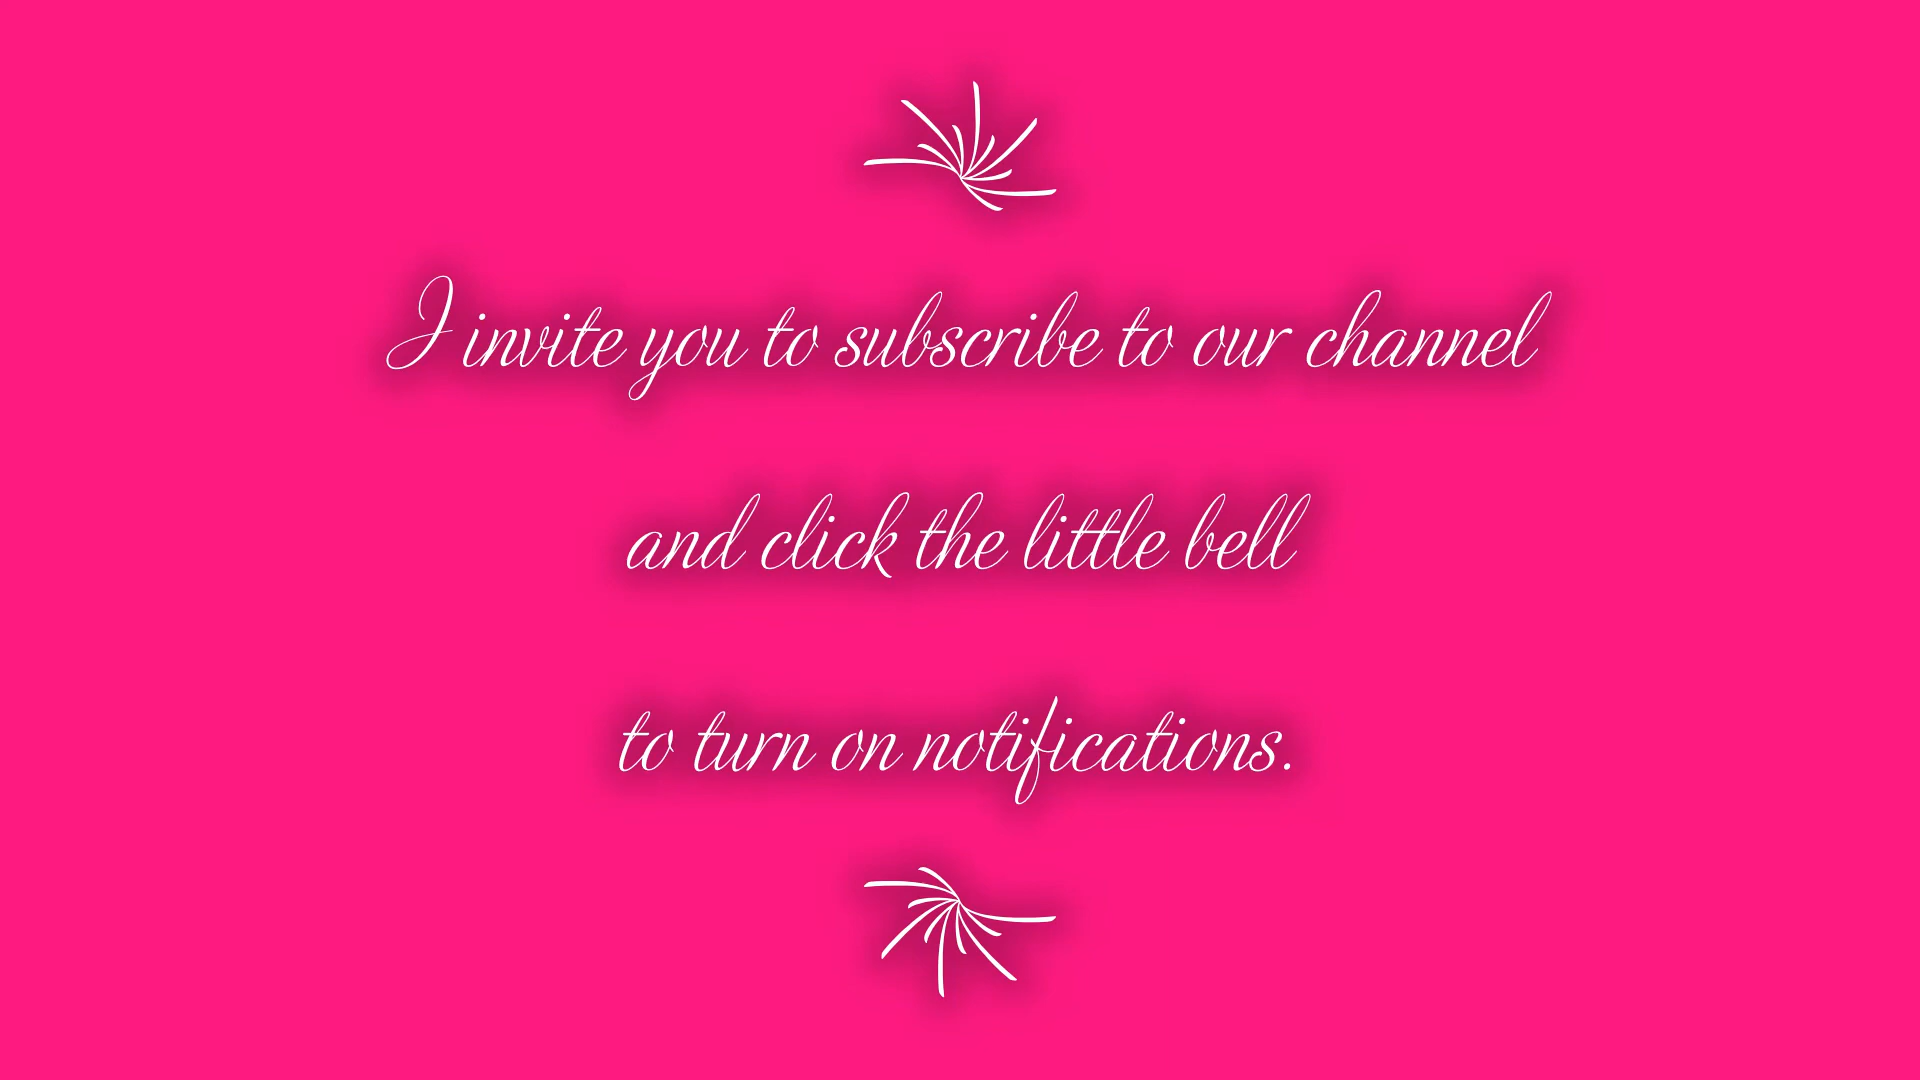 I invite you to subscribe to our channel
and click the little bell
to turn on notifications.